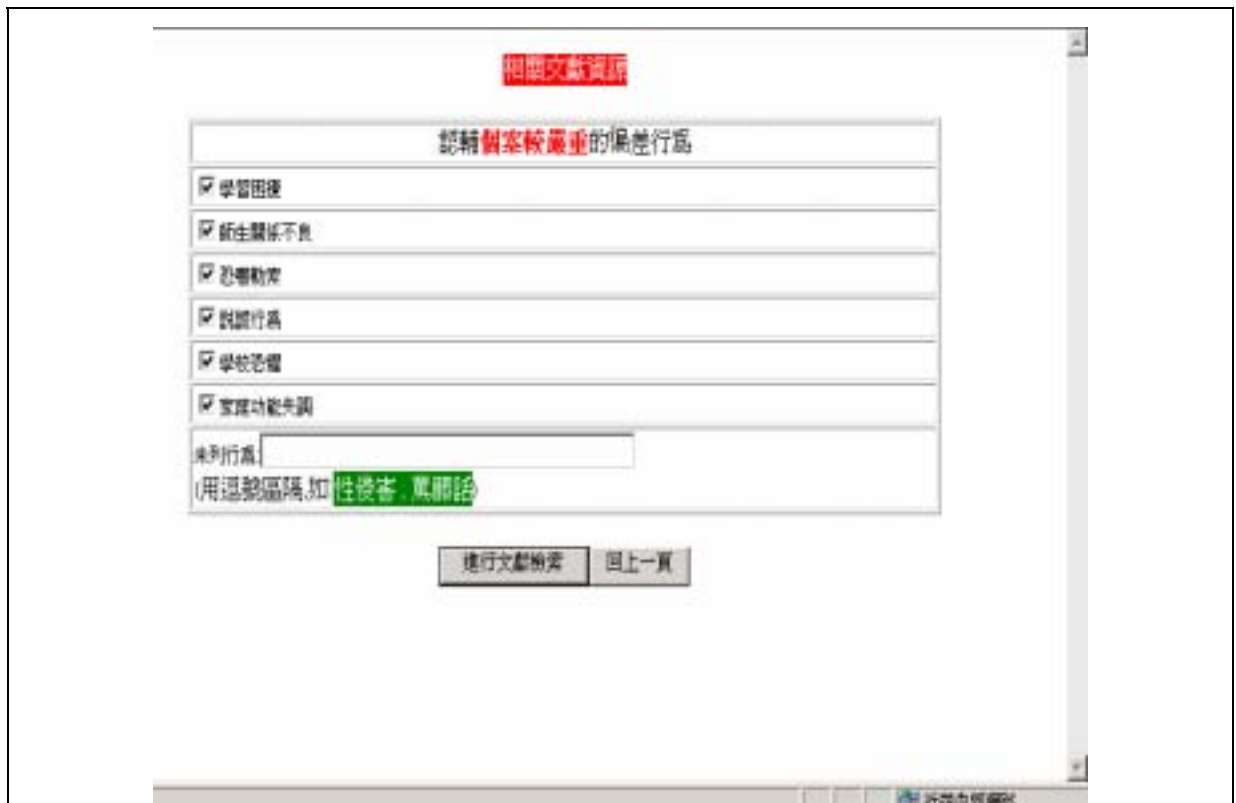 相關文獻資源
認輔個案較嚴重的偏差行為
學習困擾
師生關係不良
恐嚇勒索
說謊行為
學校恐懼
家庭功能失調
未列行為:
(用逗號區隔,如 性侵害 , 罵髒話)
進行文獻檢索 回上一頁